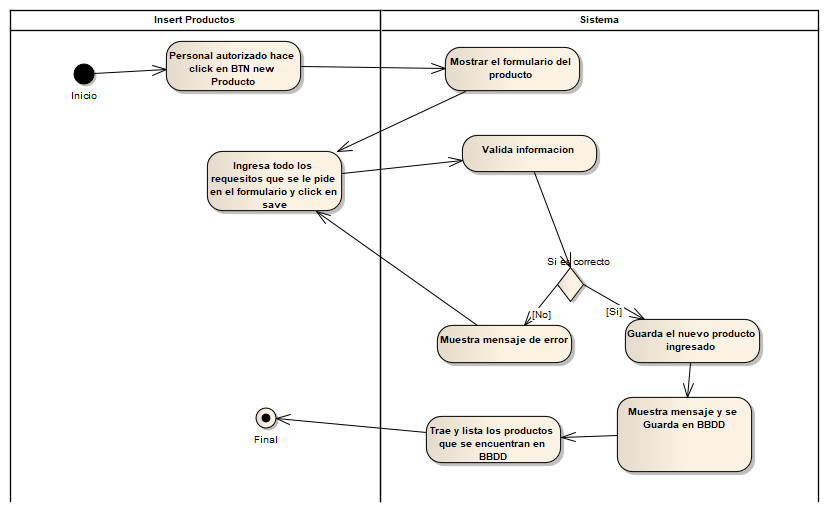 Insert Productos
Sistema
Personal autorizado hace
click en BTN new
Producto
Mostrar el formulario del
producto
Inicio
Ingresa todo los
requesitos que se le pide
en el formulario y click en
save
Valida informacion
Si es correcto
[No]
[Si]
Muestra mensaje de error
Guarda el nuevo producto
ingresado
Muestra mensaje y se
Guarda en BBDD
Trae y lista los productos
que se encuentran en
BBDD
Final